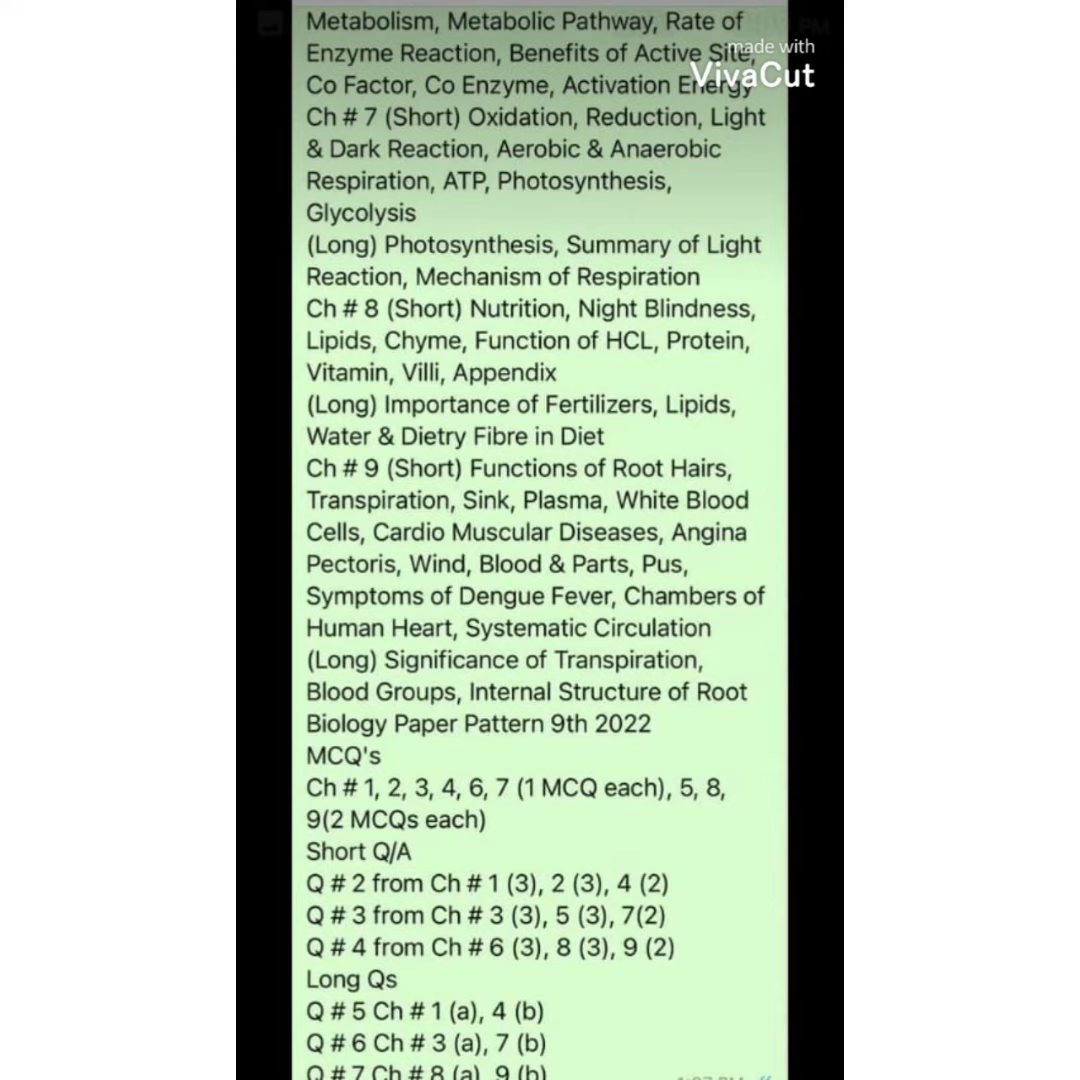 Metabolism, Metabolic Pathway, Rate of
Enzyme Reaction, Benefits of Active Site,
made with
VivaCut
Co Factor, Co Enzyme, Activation Energy
Ch # 7 (Short) Oxidation, Reduction, Light
& Dark Reaction, Aerobic & Anaerobic
Respiration, ATP, Photosynthesis,
Glycolysis
(Long) Photosynthesis, Summary of Light
Reaction, Mechanism of Respiration
Ch # 8 (Short) Nutrition, Night Blindness,
Lipids, Chyme, Function of HCL, Protein,
Vitamin, Villi, Appendix
(Long) Importance of Fertilizers, Lipids,
Water & Dietry Fibre in Diet
Ch # 9 (Short) Functions of Root Hairs,
Transpiration, Sink, Plasma, White Blood
Cells, Cardio Muscular Diseases, Angina
Pectoris, Wind, Blood & Parts, Pus,
Symptoms of Dengue Fever, Chambers of
Human Heart, Systematic Circulation
(Long) Significance of Transpiration,
Blood Groups, Internal Structure of Root
Biology Paper Pattern 9th 2022
MCQ's
Ch # 1, 2, 3, 4, 6, 7 (1 MCQ each), 5, 8,
9(2 MCQs each)
Short Q/A
Q # 2 from Ch # 1 (3), 2 (3), 4 (2)
Q # 3 from Ch # 3 (3), 5 (3), 7(2)
Q # 4 from Ch # 6 (3), 8 (3), 9 (2)
Long Qs
Q # 5 Ch # 1 (a), 4 (b)
Q # 6 Ch # 3 (a), 7 (b)
Q # 7 Ch # 8 (a), 9 (b)